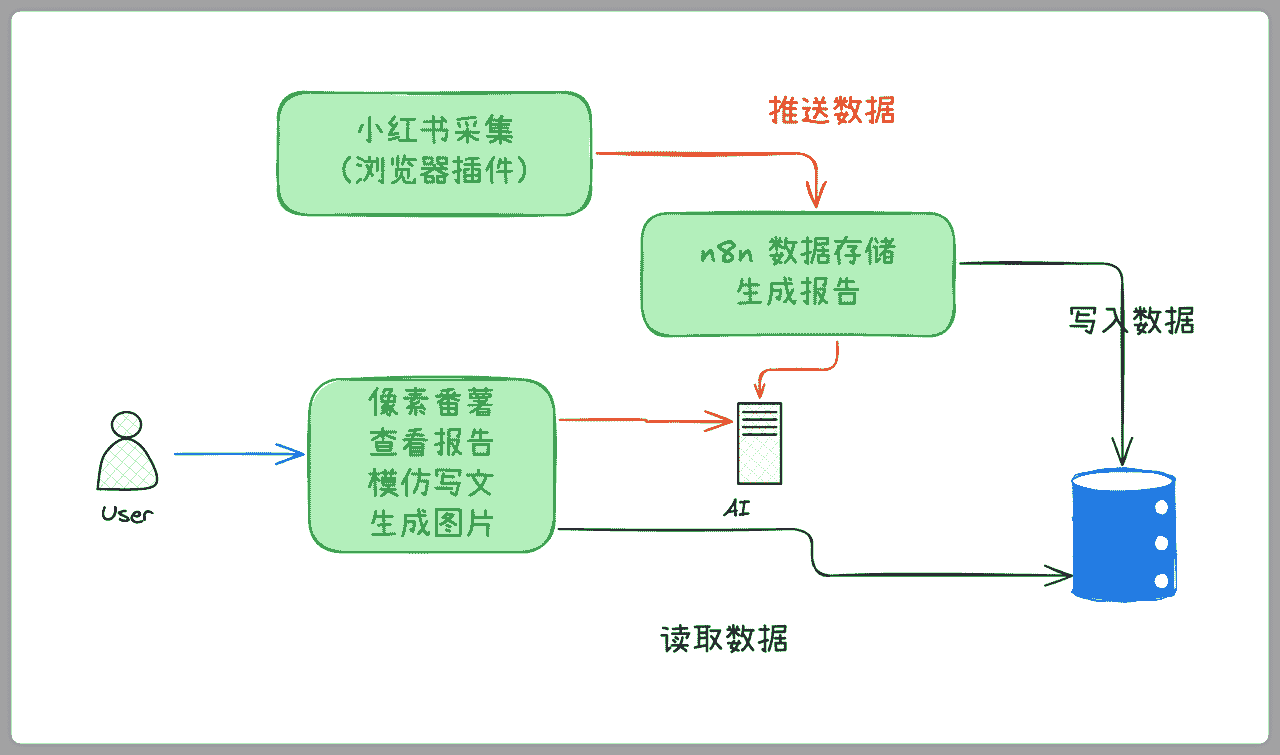 推送数据
小红书采集
（浏览器插件）
n8n 数据存储
生成报告
写入数据
像素番薯
查看报告
模仿写文
生成图片
User
AI
读取数据